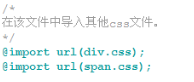 /*
在该文件中导入其他css文件。
*/
@import url(div.css);
@import url(span.css);